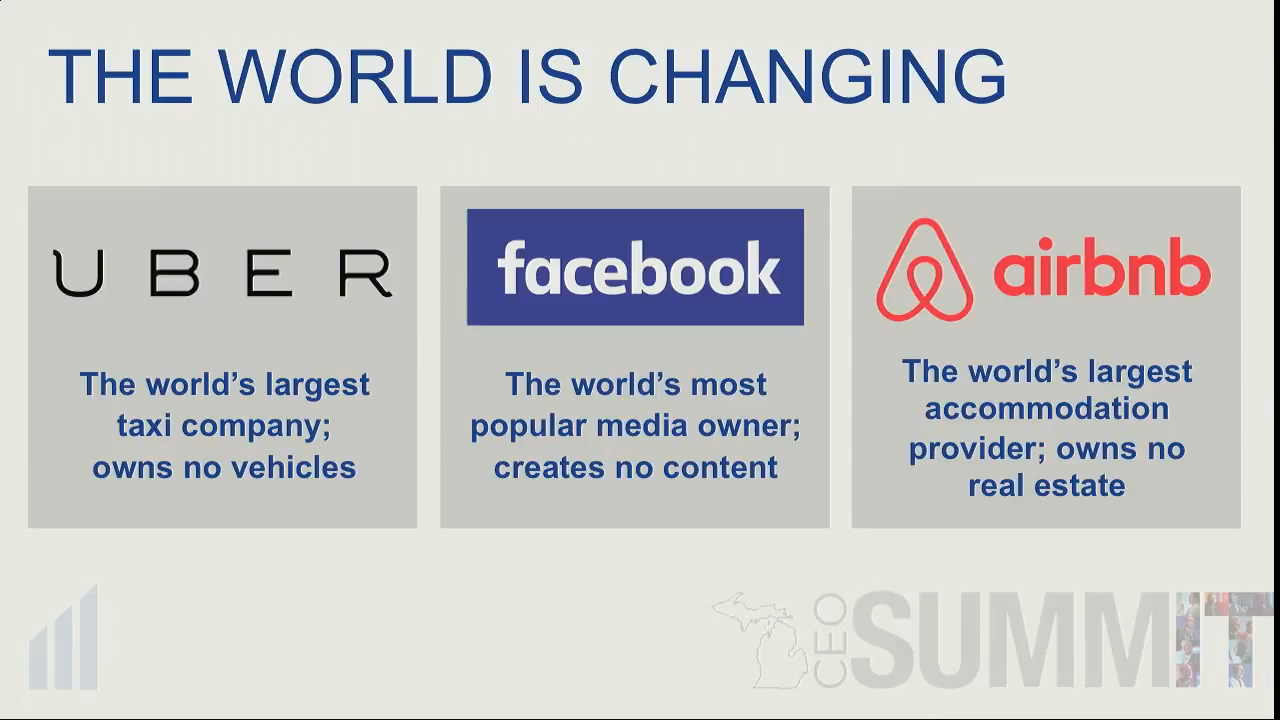 THE WORLD IS CHANGING
UBER
The world's largest
taxi company;
owns no vehicles
facebook
The world's most
popular media owner;
creates no content
airbnb
The world's largest
accommodation
provider; owns no
real estate
CEO
SUMMIT